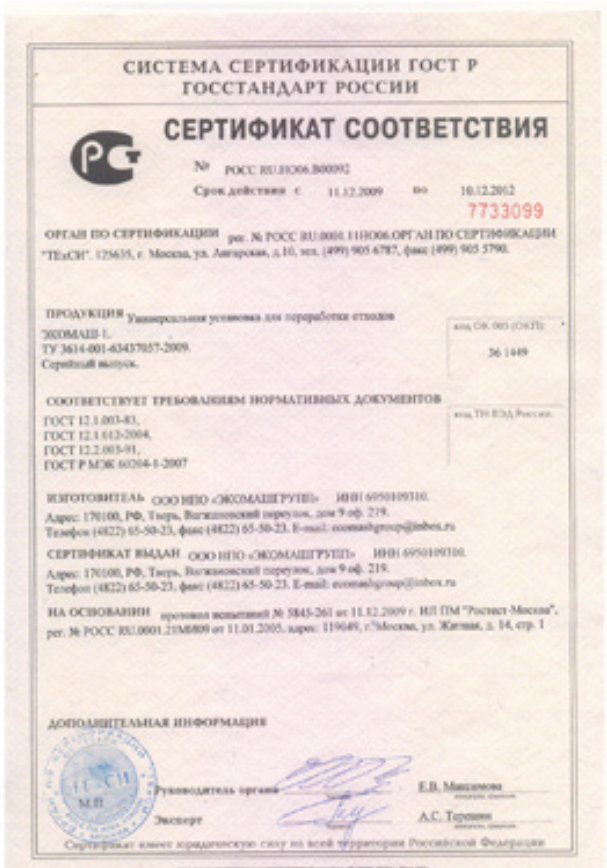 СИСТЕМА СЕРТИФИКАЦИИ ГОСТ Р
ГОССТАНДАРТ РОССИИ
СЕРТИФИКАТ СООТВЕТСТВИЯ
№ РОСС RU.НО06.В00092
Срок действия с 11.12.2009 по 10.12.2012
7733099
ОРГАН ПО СЕРТИФИКАЦИИ рег. № РОСС RU.0001.11НО06.ОРГАН ПО СЕРТИФИКАЦИИ
"ТЕхСИ". 125635, г. Москва, ул. Ангарская, д.10, тел. (499) 905 6787, факс (499) 905 5790.
ПРОДУКЦИЯ Универсальная установка для переработки отходов
ЭКОМАШ-1.
ТУ 3614-001-63437057-2009.
Серийный выпуск.
код ОК 005 (ОКП):
36 1449
СООТВЕТСТВУЕТ ТРЕБОВАНИЯМ НОРМАТИВНЫХ ДОКУМЕНТОВ
ГОСТ 12.1.003-83,
ГОСТ 12.1.012-2004,
ГОСТ 12.2.003-91,
ГОСТ Р МЭК 60204-1-2007
код ТН ВЭД России:
ИЗГОТОВИТЕЛЬ ООО НПО «ЭКОМАШГРУПП» ИНН 6950109310.
Адрес: 170100, РФ, Тверь, Вагжановский переулок, дом 9 оф. 219.
Телефон (4822) 65-50-23, факс (4822) 65-50-23. E-mail: ecomashgroup@inbox.ru
СЕРТИФИКАТ ВЫДАН ООО НПО «ЭКОМАШГРУПП» ИНН 6950109310.
Адрес: 170100, РФ, Тверь, Вагжановский переулок, дом 9 оф. 219.
Телефон (4822) 65-50-23, факс (4822) 65-50-23. E-mail: ecomashgroup@inbox.ru
НА ОСНОВАНИИ протокол испытаний № 5845-261 от 11.12.2009 г. ИЛ ПМ "Ростест-Москва",
рег. № РОСС RU.0001.21МИ09 от 11.01.2005, адрес: 119049, г. Москва, ул. Житная, д. 14, стр. 1
ДОПОЛНИТЕЛЬНАЯ ИНФОРМАЦИЯ
М.П.
Руководитель органа
Е.В. Максимова
Эксперт
А.С. Терешин
Сертификат имеет юридическую силу на всей территории Российской Федерации